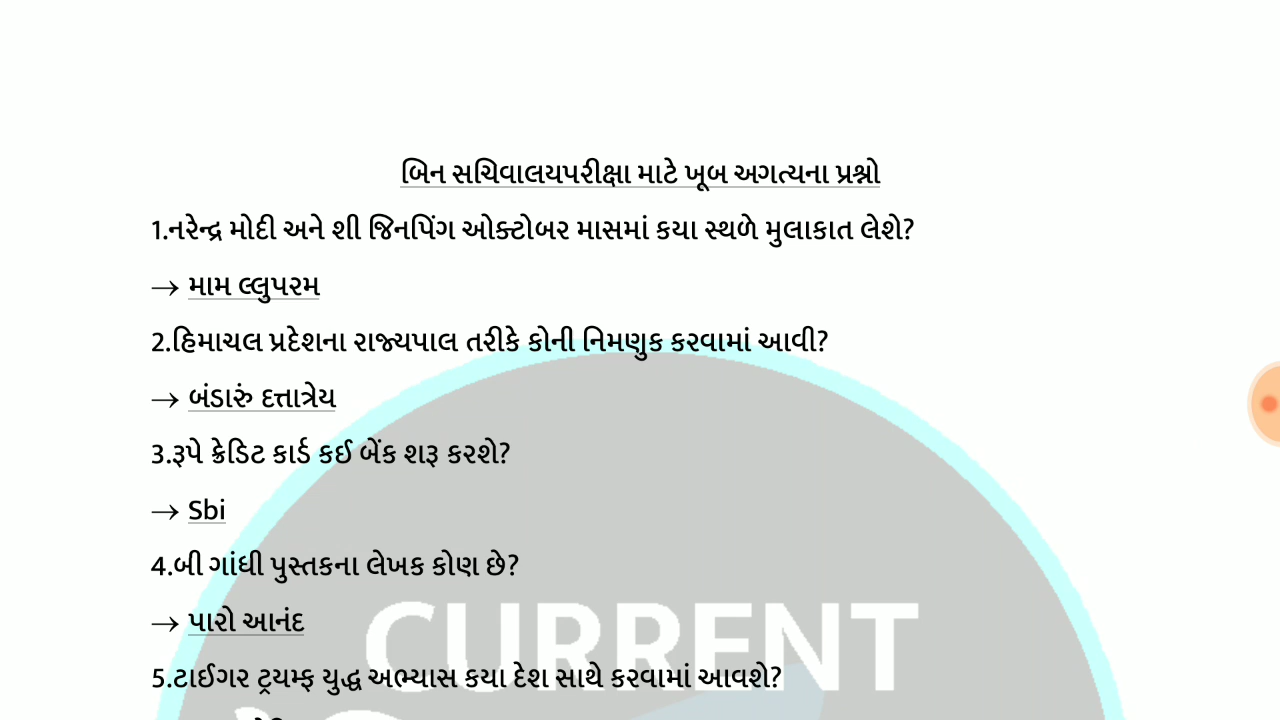 બિન સચિવાલયપરીક્ષા માટે ખૂબ અગત્યના પ્રશ્નો
1.નરેન્દ્ર મોદી અને શી જિનપિંગ ઓક્ટોબર માસમાં કયા સ્થળે મુલાકાત લેશે?
→ મામ લ્લુપરમ
2.હિમાચલ પ્રદેશના રાજ્યપાલ તરીકે કોની નિમણુક કરવામાં આવી?
→ બંડારું દત્તાત્રેય
3.રૂપે ક્રેડિટ કાર્ડ કઈ બેંક શરૂ કરશે?
→ Sbi
4.બી ગાંધી પુસ્તકના લેખક કોણ છે?
→ પારો આનંદ
CURRENT
5.ટાઈગર ટ્રયમ્ફ યુદ્ધ અભ્યાસ કયા દેશ સાથે કરવામાં આવશે?